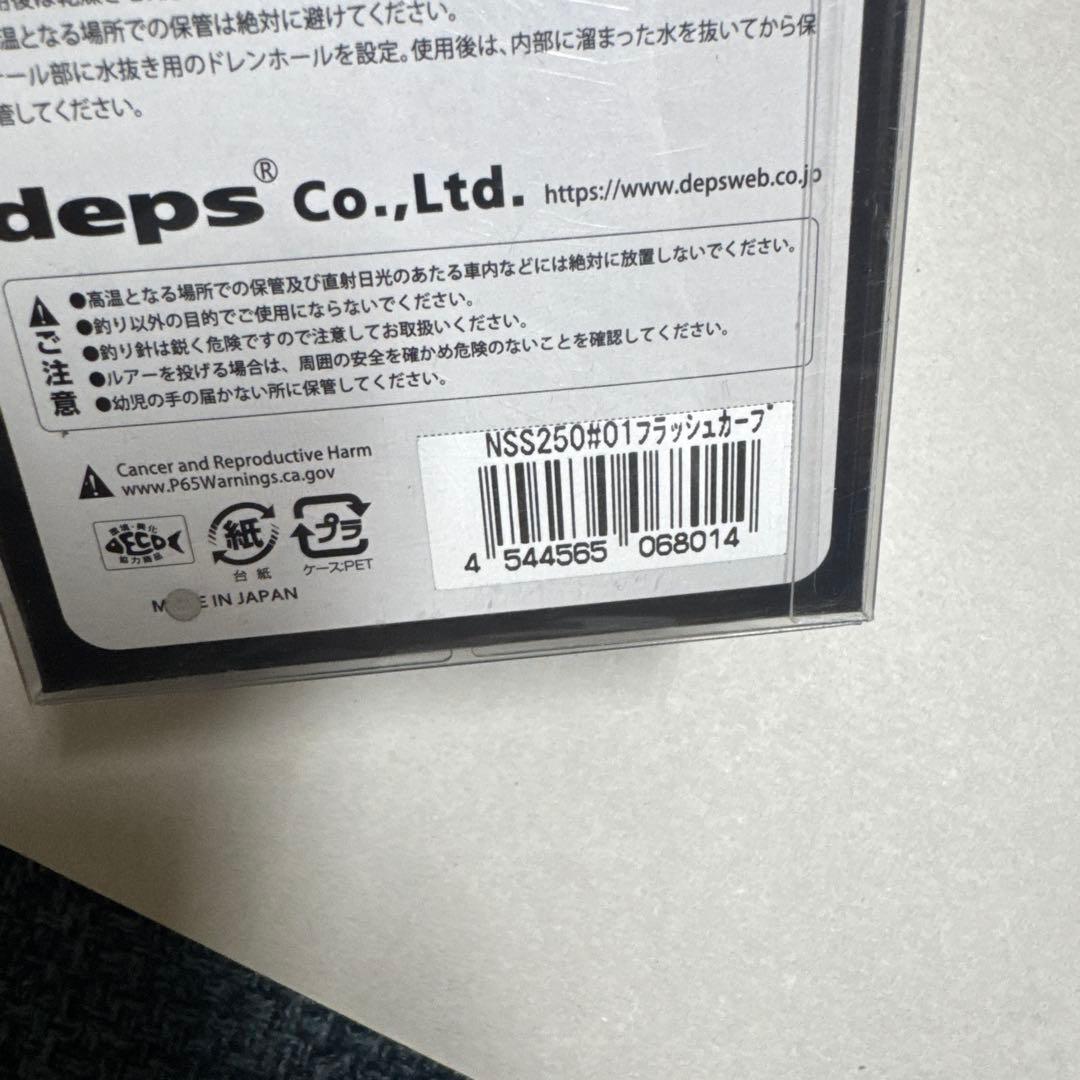 温となる場所での保管は絶対に避けてください。
ール部に水抜き用のドレンホールを設定。使用後は、内部に溜まった水を抜いてから保
管してください。
deps® Co.,Ltd. https://www.depsweb.co.jp
ご注意
●高温となる場所での保管及び直射日光のあたる車内などには絶対に放置しないでください。
●釣り以外の目的でご使用にならないでください。
●釣り針は鋭く危険ですので注意してお取扱いください。
●ルアーを投げる場合は、周囲の安全を確かめ危険のないことを確認してください。
●幼児の手の届かない所に保管してください。
Cancer and Reproductive Harm
www.P65Warnings.ca.gov
ECO
紙
台 紙
プラ
ケース:PET
MADE IN JAPAN
NSS250#01フラッシュカープ
4 544565 068014